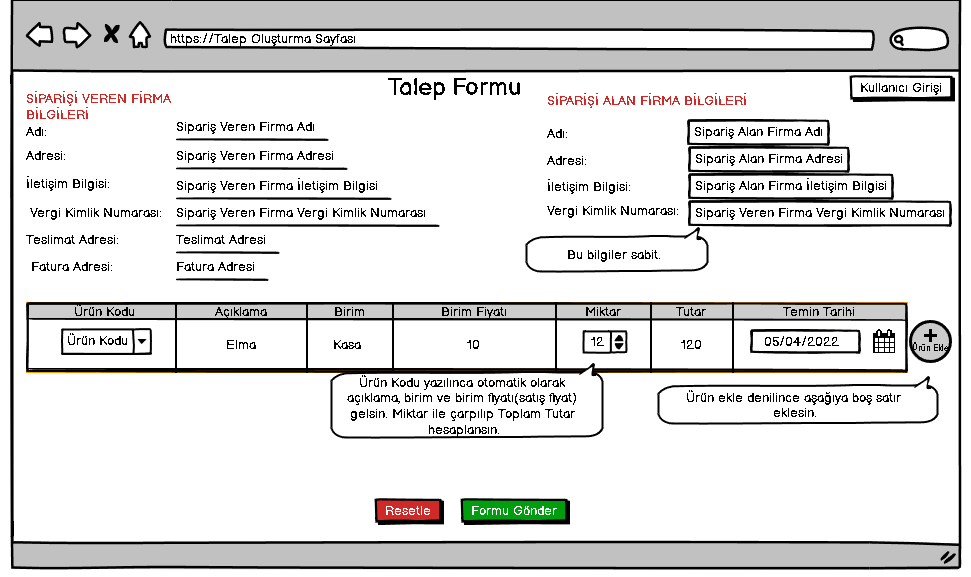 https://Talep Oluşturma Sayfası
Talep Formu
Kullanıcı Girişi
SİPARİŞİ VEREN FİRMA
BİLGİLERİ
Adı:
Sipariş Veren Firma Adı
Adresi:
Sipariş Veren Firma Adresi
İletişim Bilgisi:
Sipariş Veren Firma İletişim Bilgisi
Vergi Kimlik Numarası:
Sipariş Veren Firma Vergi Kimlik Numarası
Teslimat Adresi:
Teslimat Adresi
Fatura Adresi:
Fatura Adresi
SİPARİŞİ ALAN FİRMA BİLGİLERİ
Adı:
Sipariş Alan Firma Adı
Adresi:
Sipariş Alan Firma Adresi
İletişim Bilgisi:
Sipariş Alan Firma İletişim Bilgisi
Vergi Kimlik Numarası:
Sipariş Veren Firma Vergi Kimlik Numarası
Bu bilgiler sabit.
Ürün Kodu Açıklama Birim Birim Fiyatı Miktar Tutar Temin Tarihi
Ürün Kodu Elma Kasa 10 12 120 05/04/2022
Ürün Ekle
Ürün Kodu yazılınca otomatik olarak
açıklama, birim ve birim fiyatı(satış fiyat)
gelsin. Miktar ile çarpılıp Toplam Tutar
hesaplansın.
Ürün ekle denilince aşağıya boş satır
eklesin.
Resetle
Formu Gönder